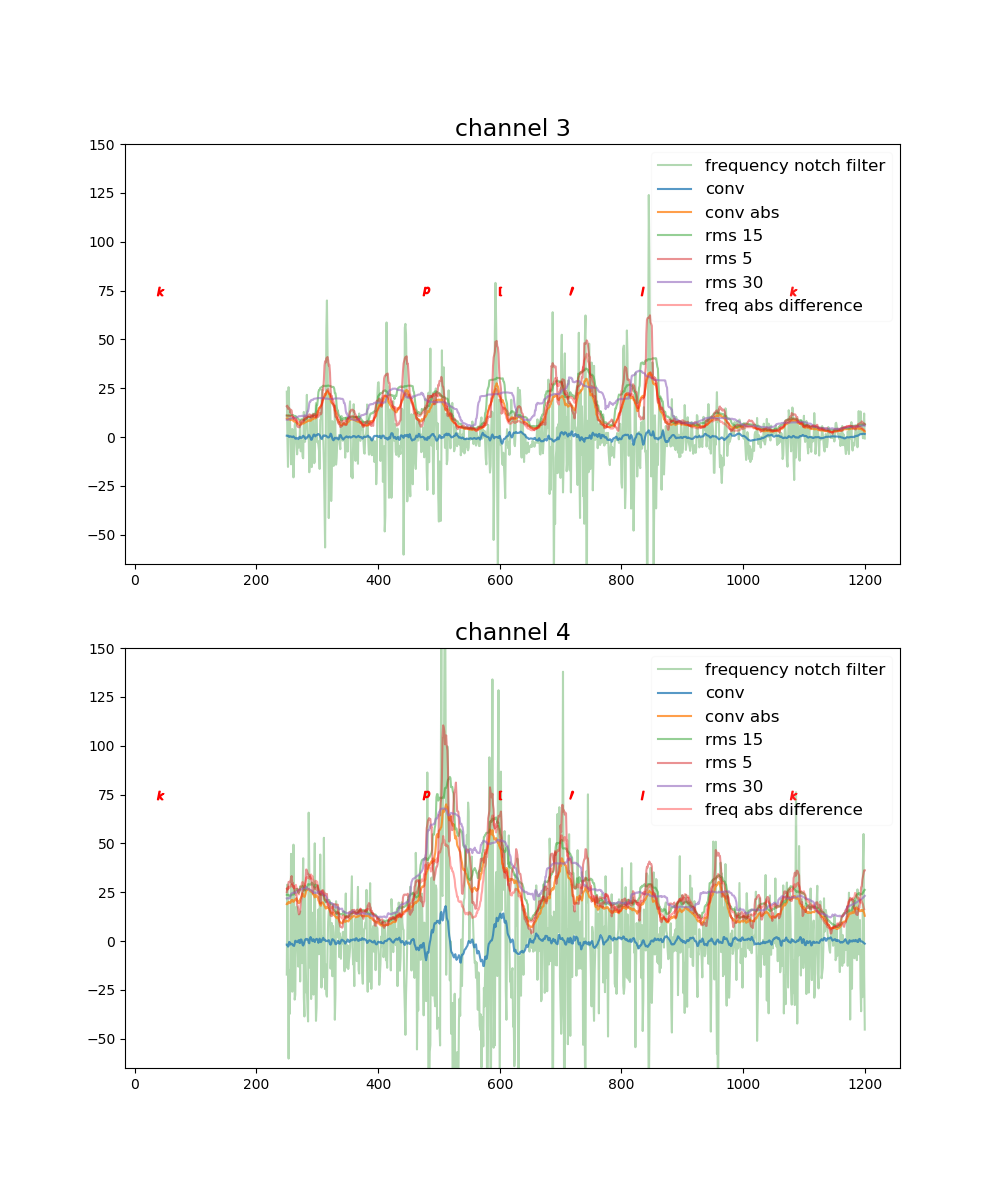 channel 3
150
125
100
75
50
25
0
−25
−50
frequency notch filter
conv
conv abs
rms 15
rms 5
rms 30
freq abs difference
k p l k
0 200 400 600 800 1000 1200
channel 4
150
125
100
75
50
25
0
−25
−50
frequency notch filter
conv
conv abs
rms 15
rms 5
rms 30
freq abs difference
k p l k
0 200 400 600 800 1000 1200